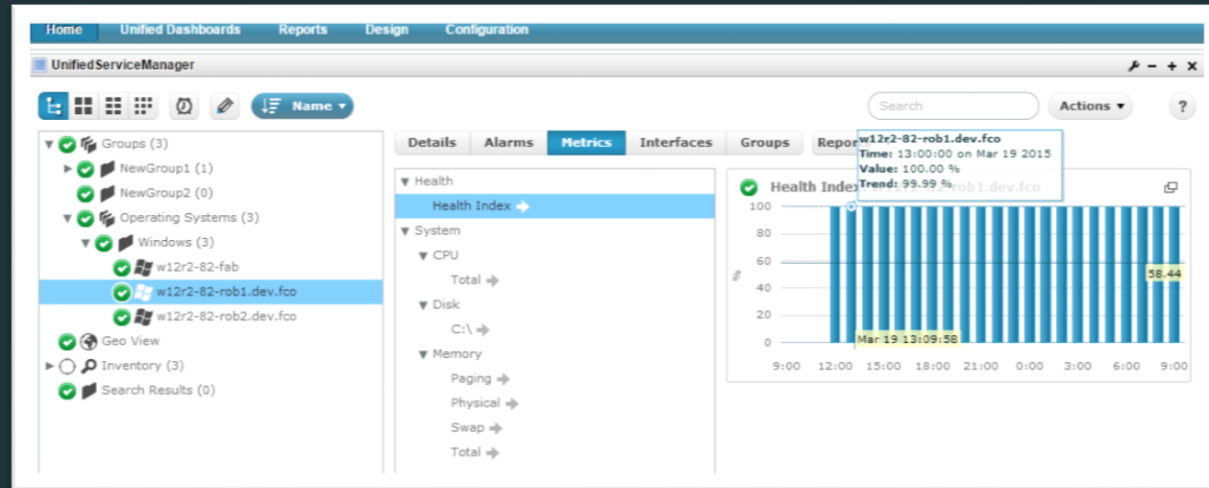 Home Unified Dashboards Reports Design Configuration
UnifiedServiceManager
Name Search Actions ?
Groups (3)
NewGroup1 (1)
NewGroup2 (0)
Operating Systems (3)
Windows (3)
w12r2-82-fab
w12r2-82-rob1.dev.fco
w12r2-82-rob2.dev.fco
Geo View
Inventory (3)
Search Results (0)
Details Alarms Metrics Interfaces Groups Repor
Health
Health Index
System
CPU
Total
Disk
C:\
Memory
Paging
Physical
Swap
Total
w12r2-82-rob1.dev.fco
Time: 13:00:00 on Mar 19 2015
Value: 100.00 %
Trend: 99.99 %
Health Index rob1.dev.fco
100
80
60
40
20
0
%
58.44
Mar 19 13:09:58
9:00 12:00 15:00 18:00 21:00 0:00 3:00 6:00 9:00